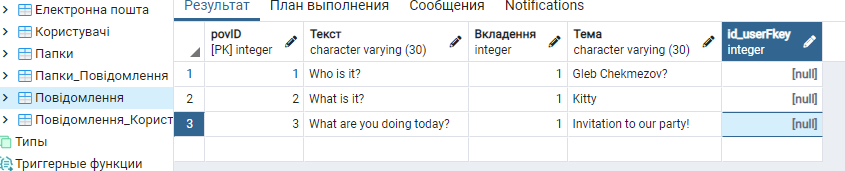 Електронна пошта
Користувачі
Папки
Папки_Повідомлення
Повідомлення
Повідомлення_Корист
Типы
Триггерные функции
Результат План выполнения Сообщения Notifications
povID Текст Вкладення Тема id_userFkey
[PK] integer character varying (30) integer character varying (30) integer
1 1 Who is it? 1 Gleb Chekmezov? [null]
2 2 What is it? 1 Kitty [null]
3 3 What are you doing today? 1 Invitation to our party! [null]